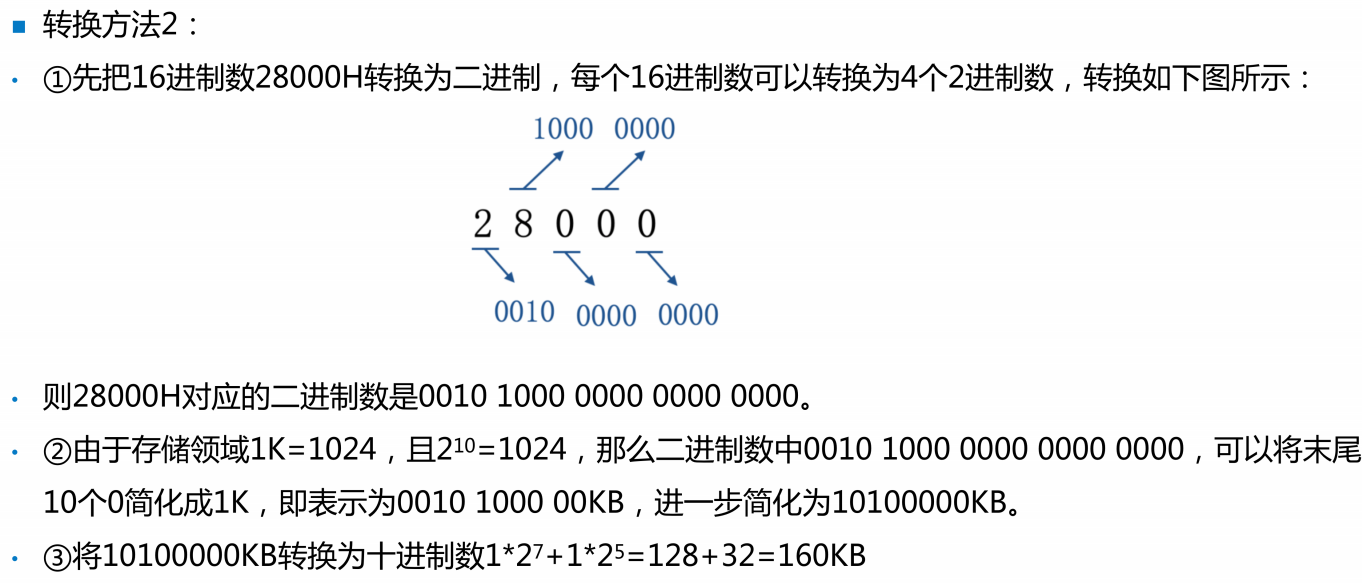 ■ 转换方法2：
• ①先把16进制数28000H转换为二进制，每个16进制数可以转换为4个2进制数，转换如下图所示：
1000 0000
2 8 0 0 0
0010 0000 0000
• 则28000H对应的二进制数是0010 1000 0000 0000 0000。
• ②由于存储领域1K=1024，且2¹⁰=1024，那么二进制数中0010 1000 0000 0000 0000，可以将末尾
10个0简化成1K，即表示为0010 1000 00KB，进一步简化为10100000KB。
• ③将10100000KB转换为十进制数1*2⁷+1*2⁵=128+32=160KB